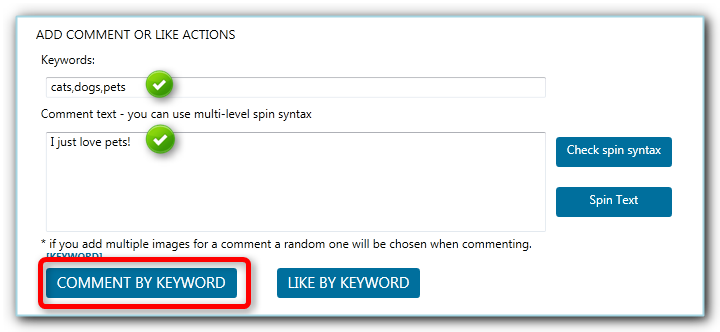 ADD COMMENT OR LIKE ACTIONS
Keywords:
cats,dogs,pets
Comment text - you can use multi-level spin syntax
I just love pets!
Check spin syntax
Spin Text
* if you add multiple images for a comment a random one will be chosen when commenting.
[KEYWORD]
COMMENT BY KEYWORD
LIKE BY KEYWORD